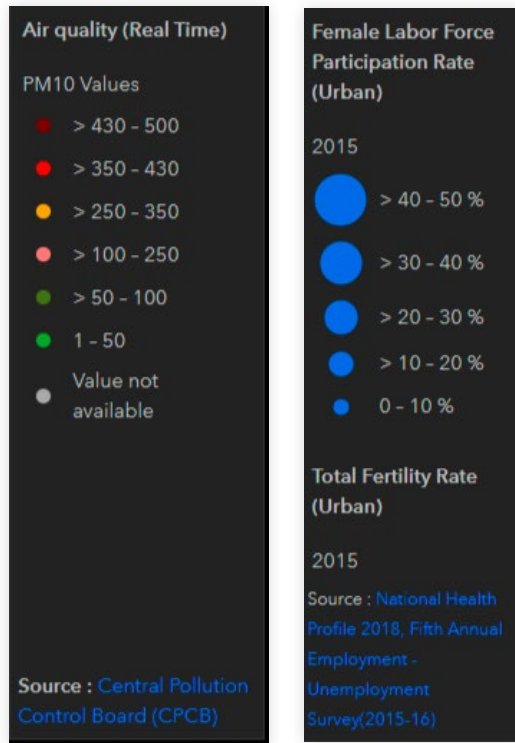 Air quality (Real Time)
PM10 Values
> 430 – 500
> 350 – 430
> 250 – 350
> 100 – 250
> 50 – 100
1 – 50
Value not
available
Source : Central Pollution
Control Board (CPCB)
Female Labor Force
Participation Rate
(Urban)
2015
> 40 – 50 %
> 30 – 40 %
> 20 – 30 %
> 10 – 20 %
0 – 10 %
Total Fertility Rate
(Urban)
2015
Source : National Health
Profile 2018, Fifth Annual
Employment -
Unemployment
Survey(2015-16)